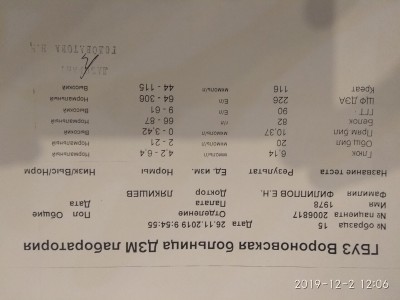 ГБУЗ Вороновская больница ДЗМ лаборатория
№ образца 15 Дата 26.11.2019 9:54:55
№ пациента 2006817 Отделение Пол Общие
Имя 1978 Палата Дата
Фамилия ФИЛИППОВ Е.Н. Доктор ЛЯКИШЕВ
Название теста Результат Ед. изм. Нормы Низк/Выс/Норм
Глюк 6,14 ммоль/л 4,2 - 6,4 Нормальный
Общ бил 20 2 - 21 Нормальный
Прям бил 10,37 0 - 3,42 Высокий
Белок 82 г/л 66 - 87 Нормальный
ГГТ 90 Е/л 9 - 61 Высокий
ЩФ ДЭА 226 Е/л 64 - 306 Нормальный
Креат 116 44 - 115 Высокий
2019-12-2 12:06